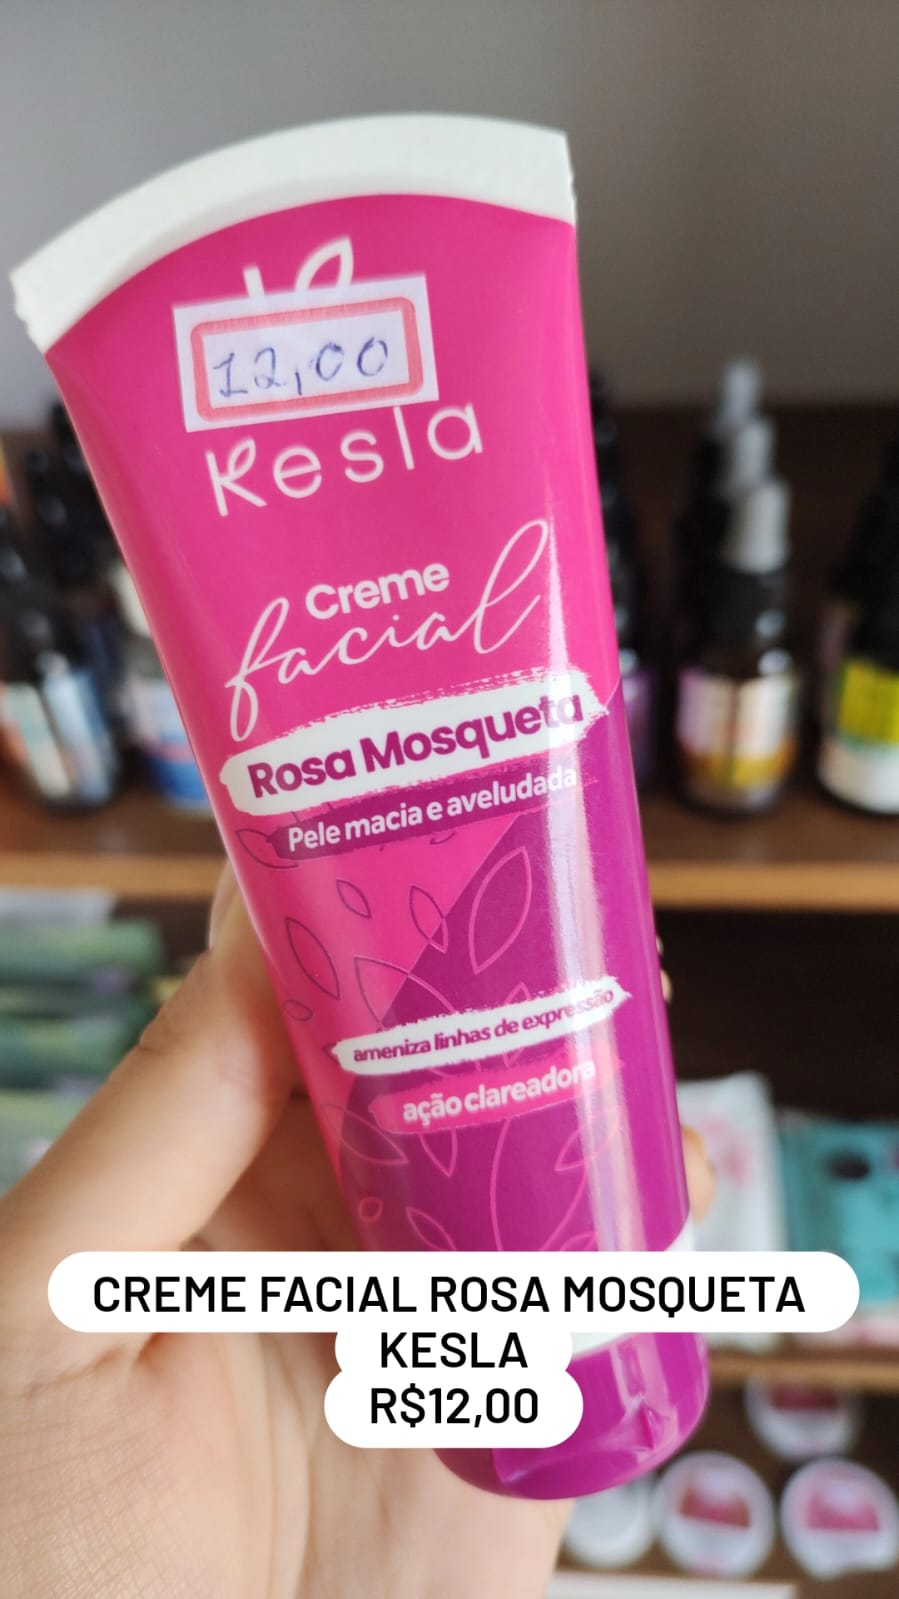 12,00
Kesla
Creme
facial
Rosa Mosqueta
Pele macia e aveludada
ameniza linhas de expressão
ação clareadora
CREME FACIAL ROSA MOSQUETA
KESLA
R$12,00